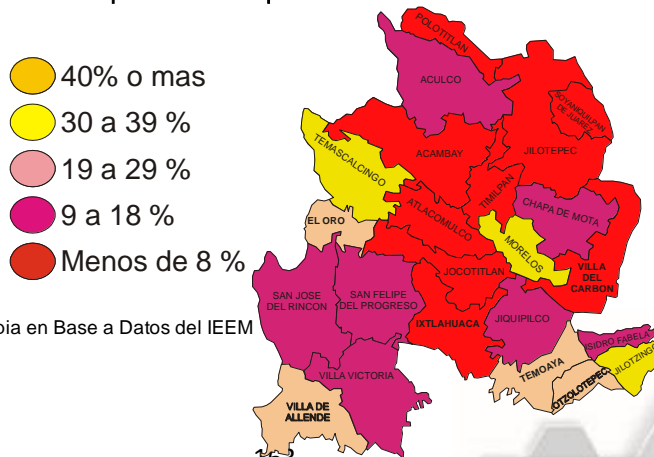 40% o mas
30 a 39 %
19 a 29 %
9 a 18 %
Menos de 8 %
en Base a Datos del IEEM
POLOTITLAN
ACULCO
SOYANIQUILPAN
DE JUAREZ
ACAMBAY
JILOTEPEC
TEMASCALCINGO
TIMILPAN
CHAPA DE MOTA
ATLACOMULCO
EL ORO
MORELOS
JOCOTITLAN
VILLA
DEL
CARBON
SAN JOSE
DEL RINCON
SAN FELIPE
DEL PROGRESO
IXTLAHUACA
JIQUIPILCO
ISIDRO FABELA
JILOTZINGO
TEMOAYA
OTZOLOTEPEC
VILLA VICTORIA
VILLA DE
ALLENDE